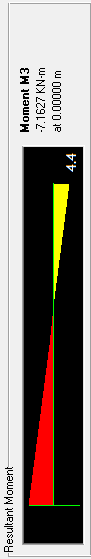 Resultant Moment
Moment M3
-7.1627 KN-m
at 0.00000 m
4.4